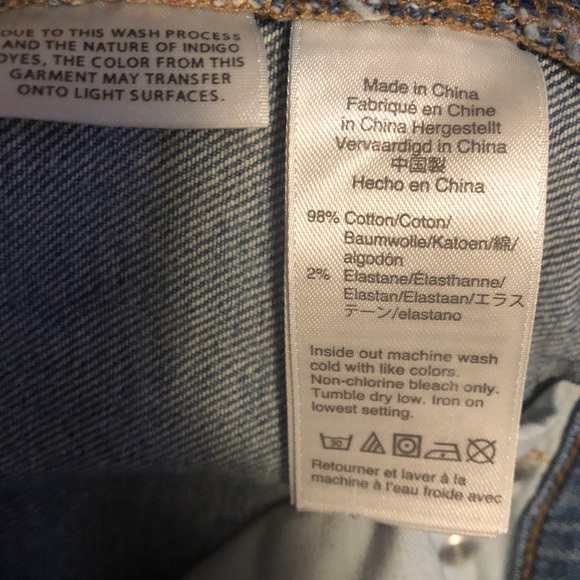 DUE TO THIS WASH PROCESS
AND THE NATURE OF INDIGO
DYES, THE COLOR FROM THIS
GARMENT MAY TRANSFER
ONTO LIGHT SURFACES.
Made in China
Fabriqué en Chine
in China Hergestellt
Vervaardigd in China
中国製
Hecho en China
98% Cotton/Coton/
Baumwolle/Katoen/綿/
algodón
2% Elastane/Élasthanne/
Elastan/Elastaan/エラス
テーン/elastano
Inside out machine wash
cold with like colors.
Non-chlorine bleach only.
Tumble dry low. Iron on
lowest setting.
30
Retourner et laver à la
machine à l'eau froide avec